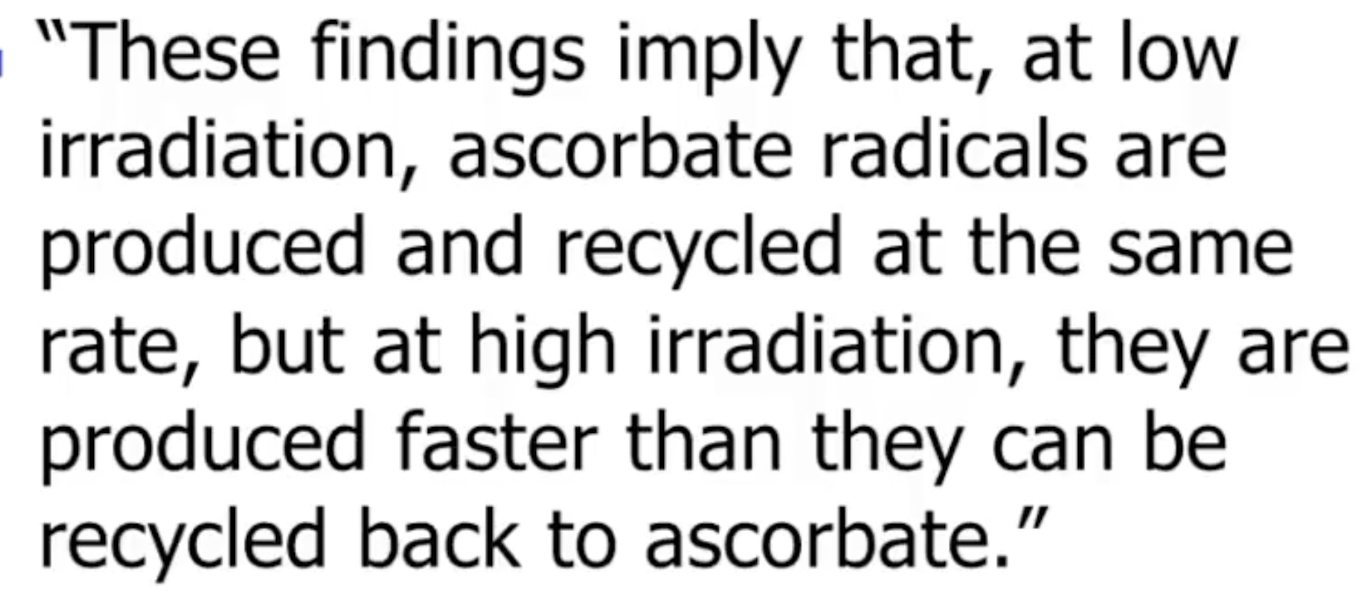 “These findings imply that, at low
irradiation, ascorbate radicals are
produced and recycled at the same
rate, but at high irradiation, they are
produced faster than they can be
recycled back to ascorbate.”